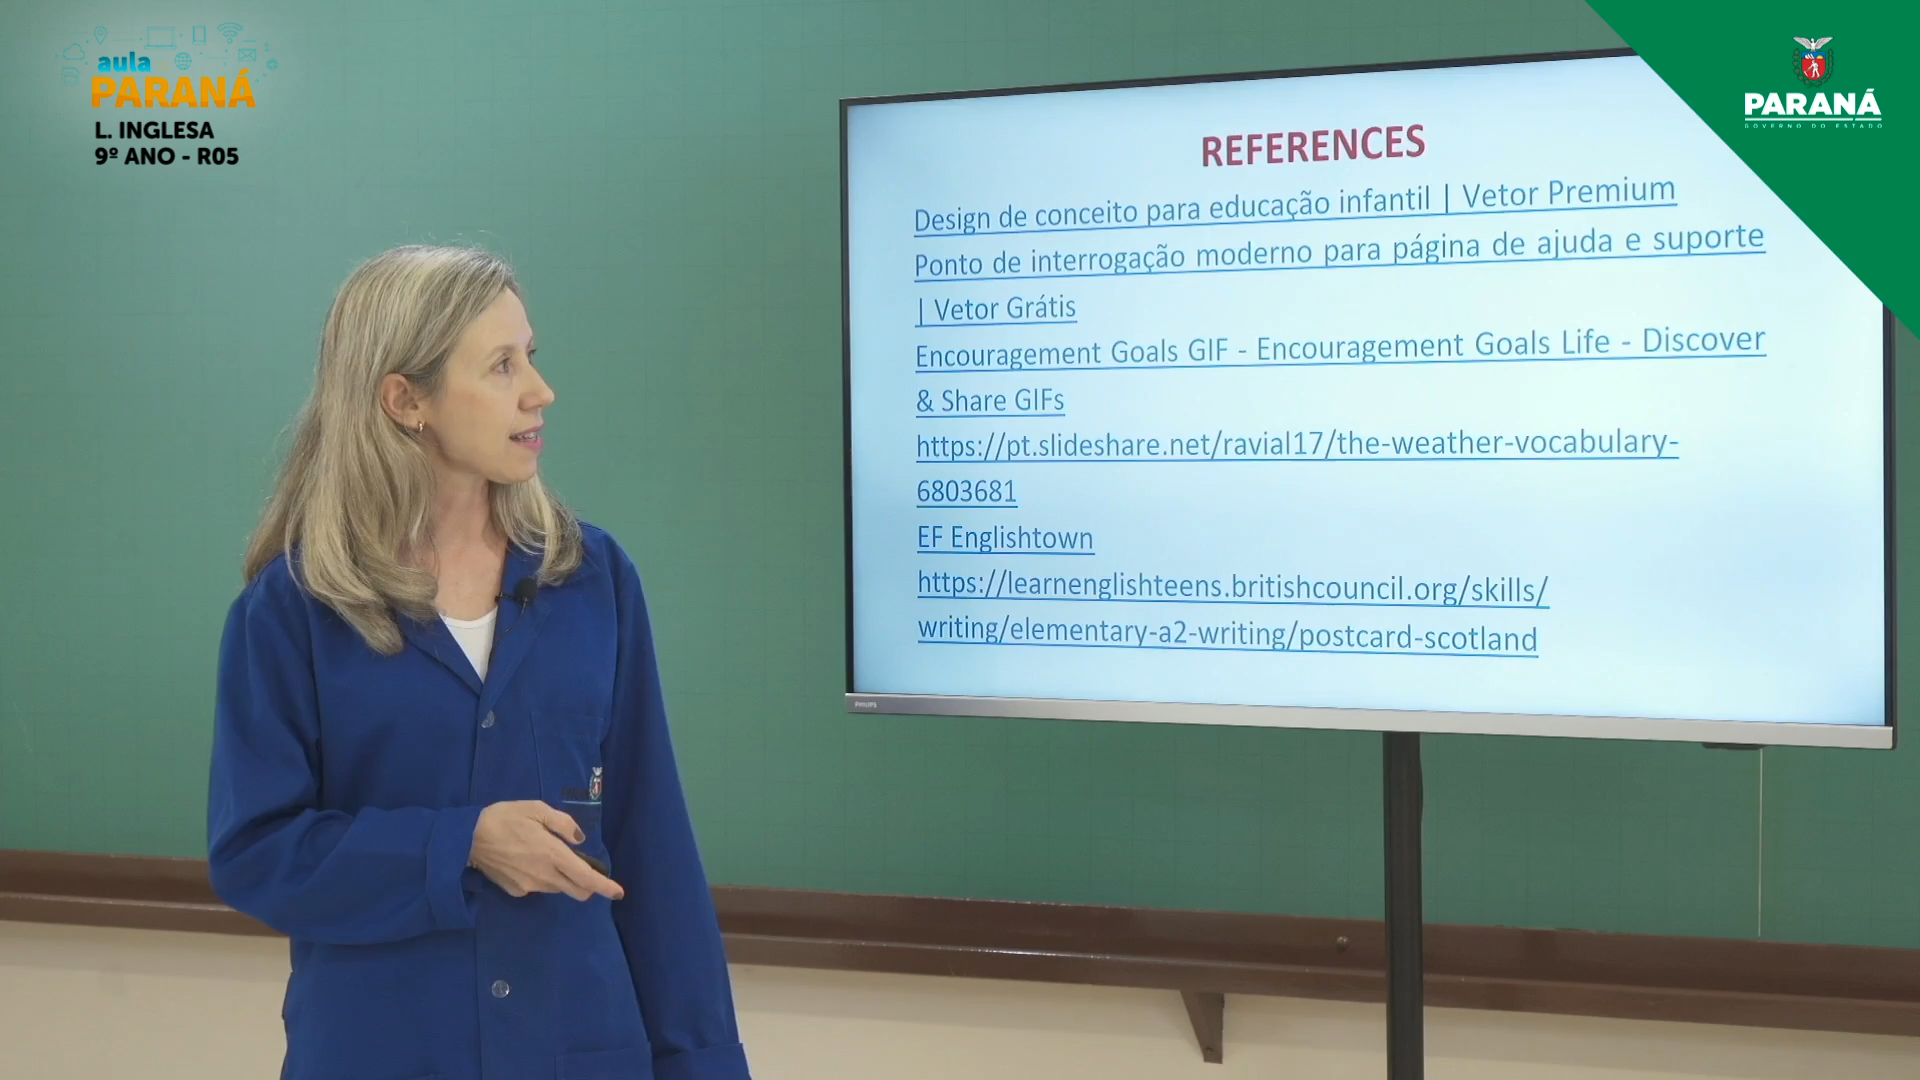 aula
PARANÁ
L. INGLESA
9º ANO - R05
PARANÁ
GOVERNO DO ESTADO
REFERENCES
Design de conceito para educação infantil | Vetor Premium
Ponto de interrogação moderno para página de ajuda e suporte
| Vetor Grátis
Encouragement Goals GIF - Encouragement Goals Life - Discover
& Share GIFs
https://pt.slideshare.net/ravial17/the-weather-vocabulary-
6803681
EF Englishtown
https://learnenglishteens.britishcouncil.org/skills/
writing/elementary-a2-writing/postcard-scotland
PHILIPS